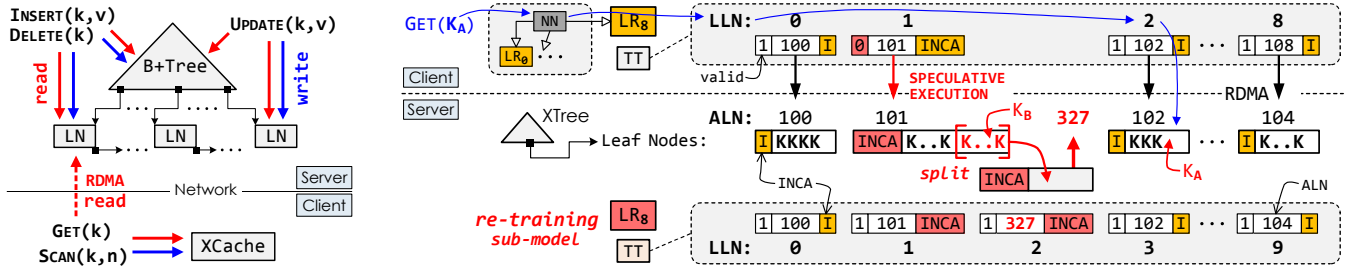 INSERT(k,v)
DELETE(k)
UPDATE(k,v)
B+Tree
read
write
LN
LN
LN
RDMA
read
Network
Server
Client
GET(k)
SCAN(k,n)
XCache
GET(KA)
NN
LR8
LR0
TT
LLN: 0 1 2 8
1 100 I
0 101 INCA
1 102 I
1 108 I
valid
Client
Server
SPECULATIVE
EXECUTION
RDMA
XTree
Leaf Nodes:
ALN: 100 101 KB 327 102 104
I KKKK
INCA K..K K..K
I KKK
I K..K
split
INCA
KA
INCA
ALN
re-training
sub-model
LR8
TT
1 100 I
1 101 INCA
1 327 INCA
1 102 I
1 104 I
LLN: 0 1 2 3 9